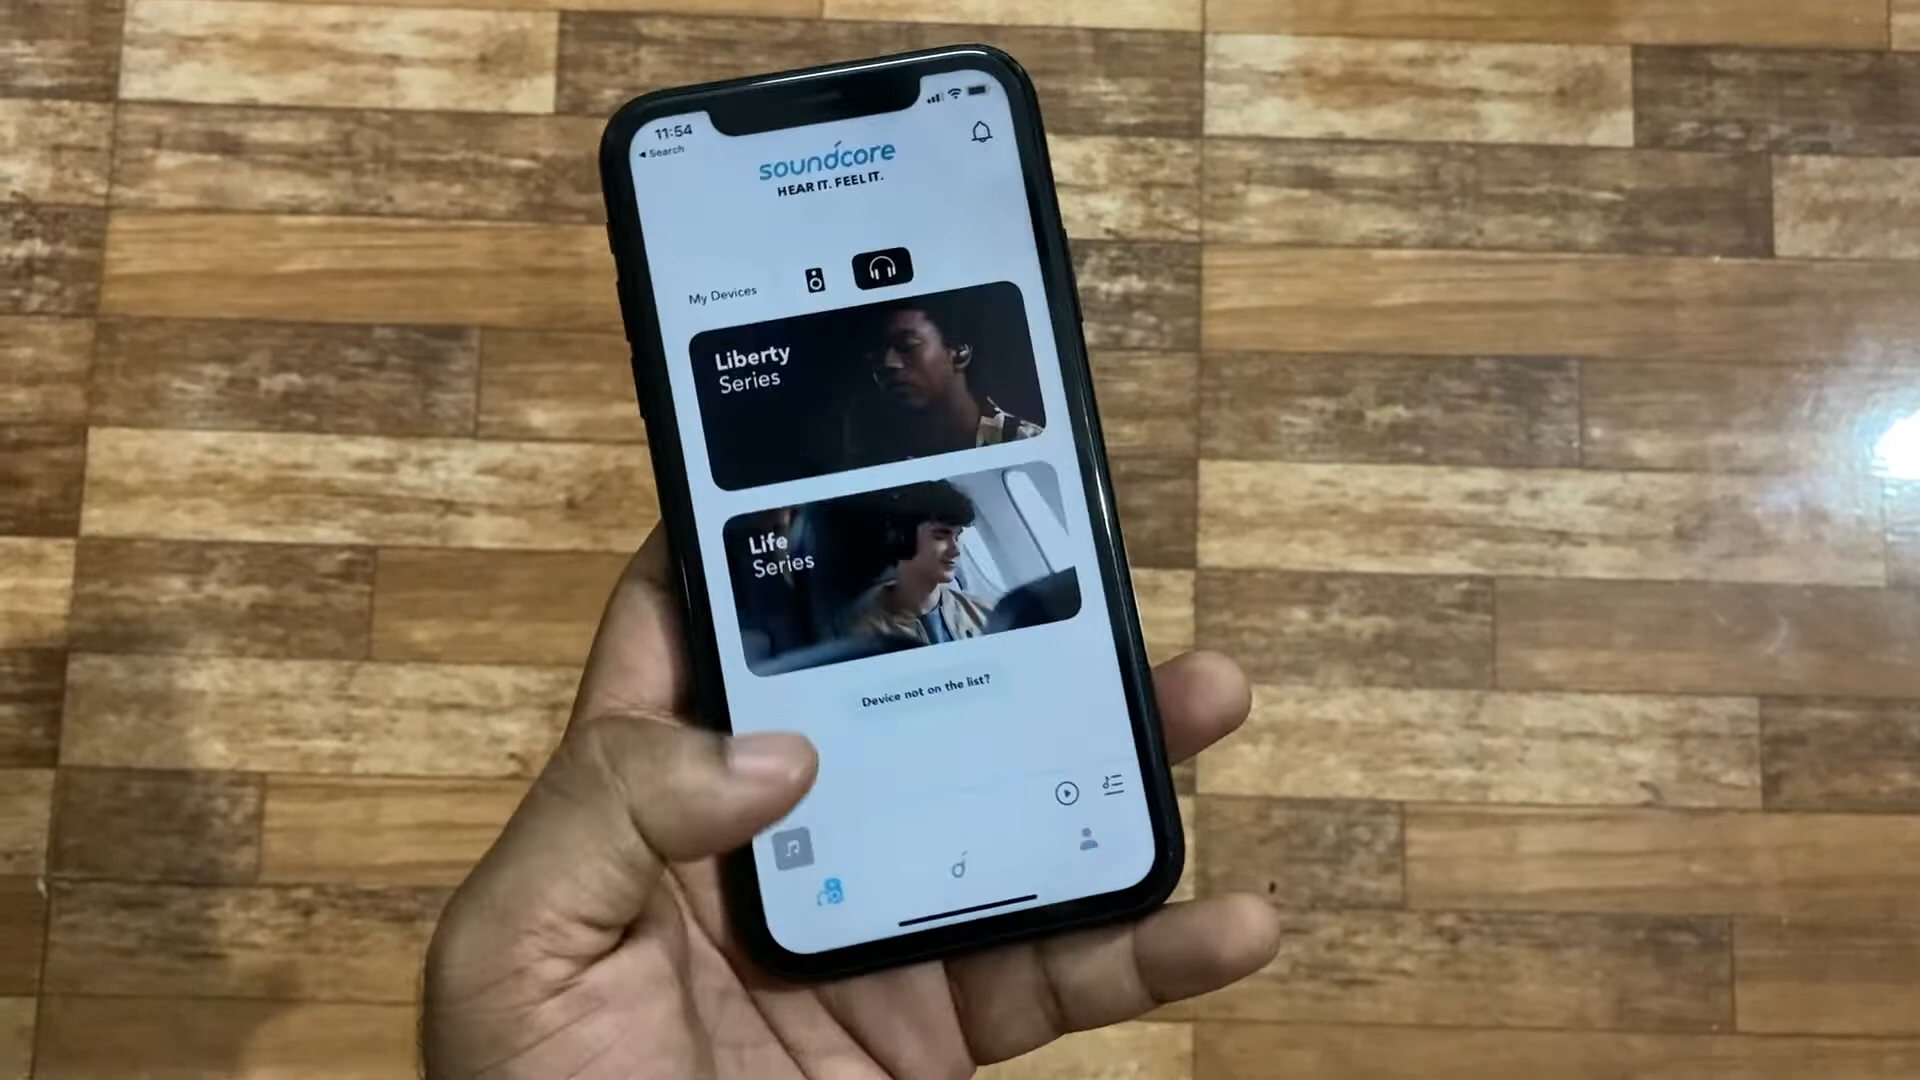 11:54
Search
soundcore
HEAR IT. FEEL IT.
My Devices
Liberty
Series
Life
Series
Device not on the list?